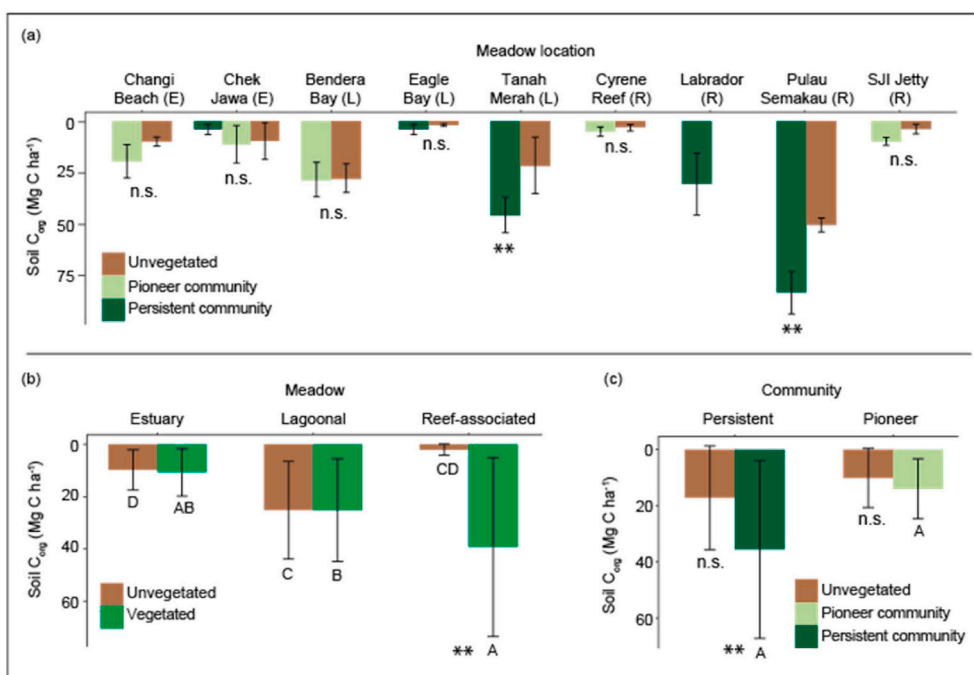 (a)
Meadow location
Changi Beach (E)
Chek Jawa (E)
Bendera Bay (L)
Eagle Bay (L)
Tanah Merah (L)
Cyrene Reef (R)
Labrador (R)
Pulau Semakau (R)
SJI Jetty (R)
Soil Corg (Mg C ha-1)
0
25
50
75
n.s.
n.s.
n.s.
n.s.
**
n.s.
**
n.s.
Unvegetated
Pioneer community
Persistent community
(b)
Meadow
Estuary
Lagoonal
Reef-associated
Soil Corg (Mg C ha-1)
0
20
40
60
D
AB
C
B
CD
** A
Unvegetated
Vegetated
(c)
Community
Persistent
Pioneer
Soil Corg (Mg C ha-1)
0
20
40
60
n.s.
** A
n.s.
A
Unvegetated
Pioneer community
Persistent community